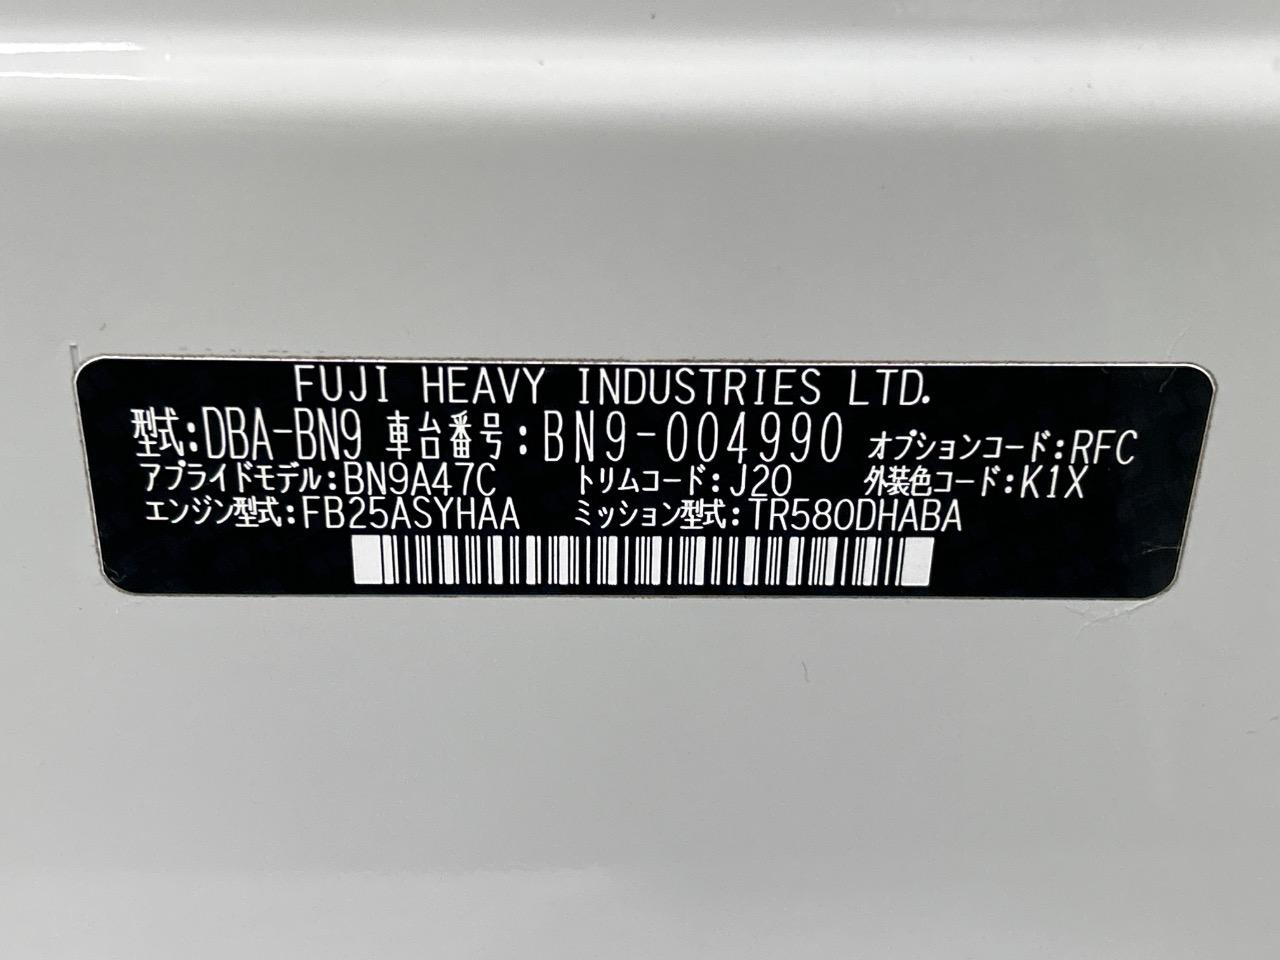 FUJI HEAVY INDUSTRIES LTD.
型式:DBA-BN9 車台番号:BN9-004990 オプションコード:RFC
アプライドモデル:BN9A47C トリムコード:J20 外装色コード:K1X
エンジン型式:FB25ASYHAA ミッション型式:TR580DHABA